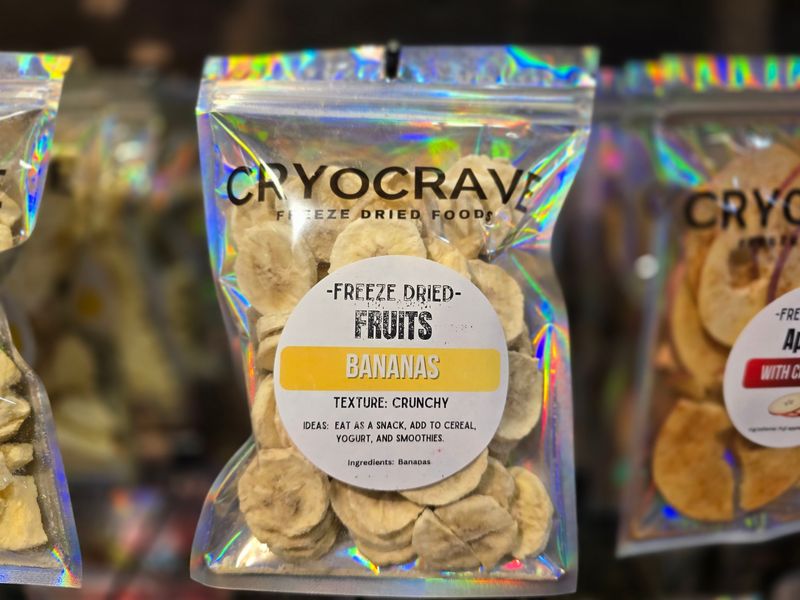 CRYOCRAVE
FREEZE DRIED FOODS
-FREEZE DRIED-
FRUITS
BANANAS
TEXTURE: CRUNCHY
IDEAS: EAT AS A SNACK, ADD TO CEREAL,
YOGURT, AND SMOOTHIES.
Ingredients: Bananas
CRYO
WITH